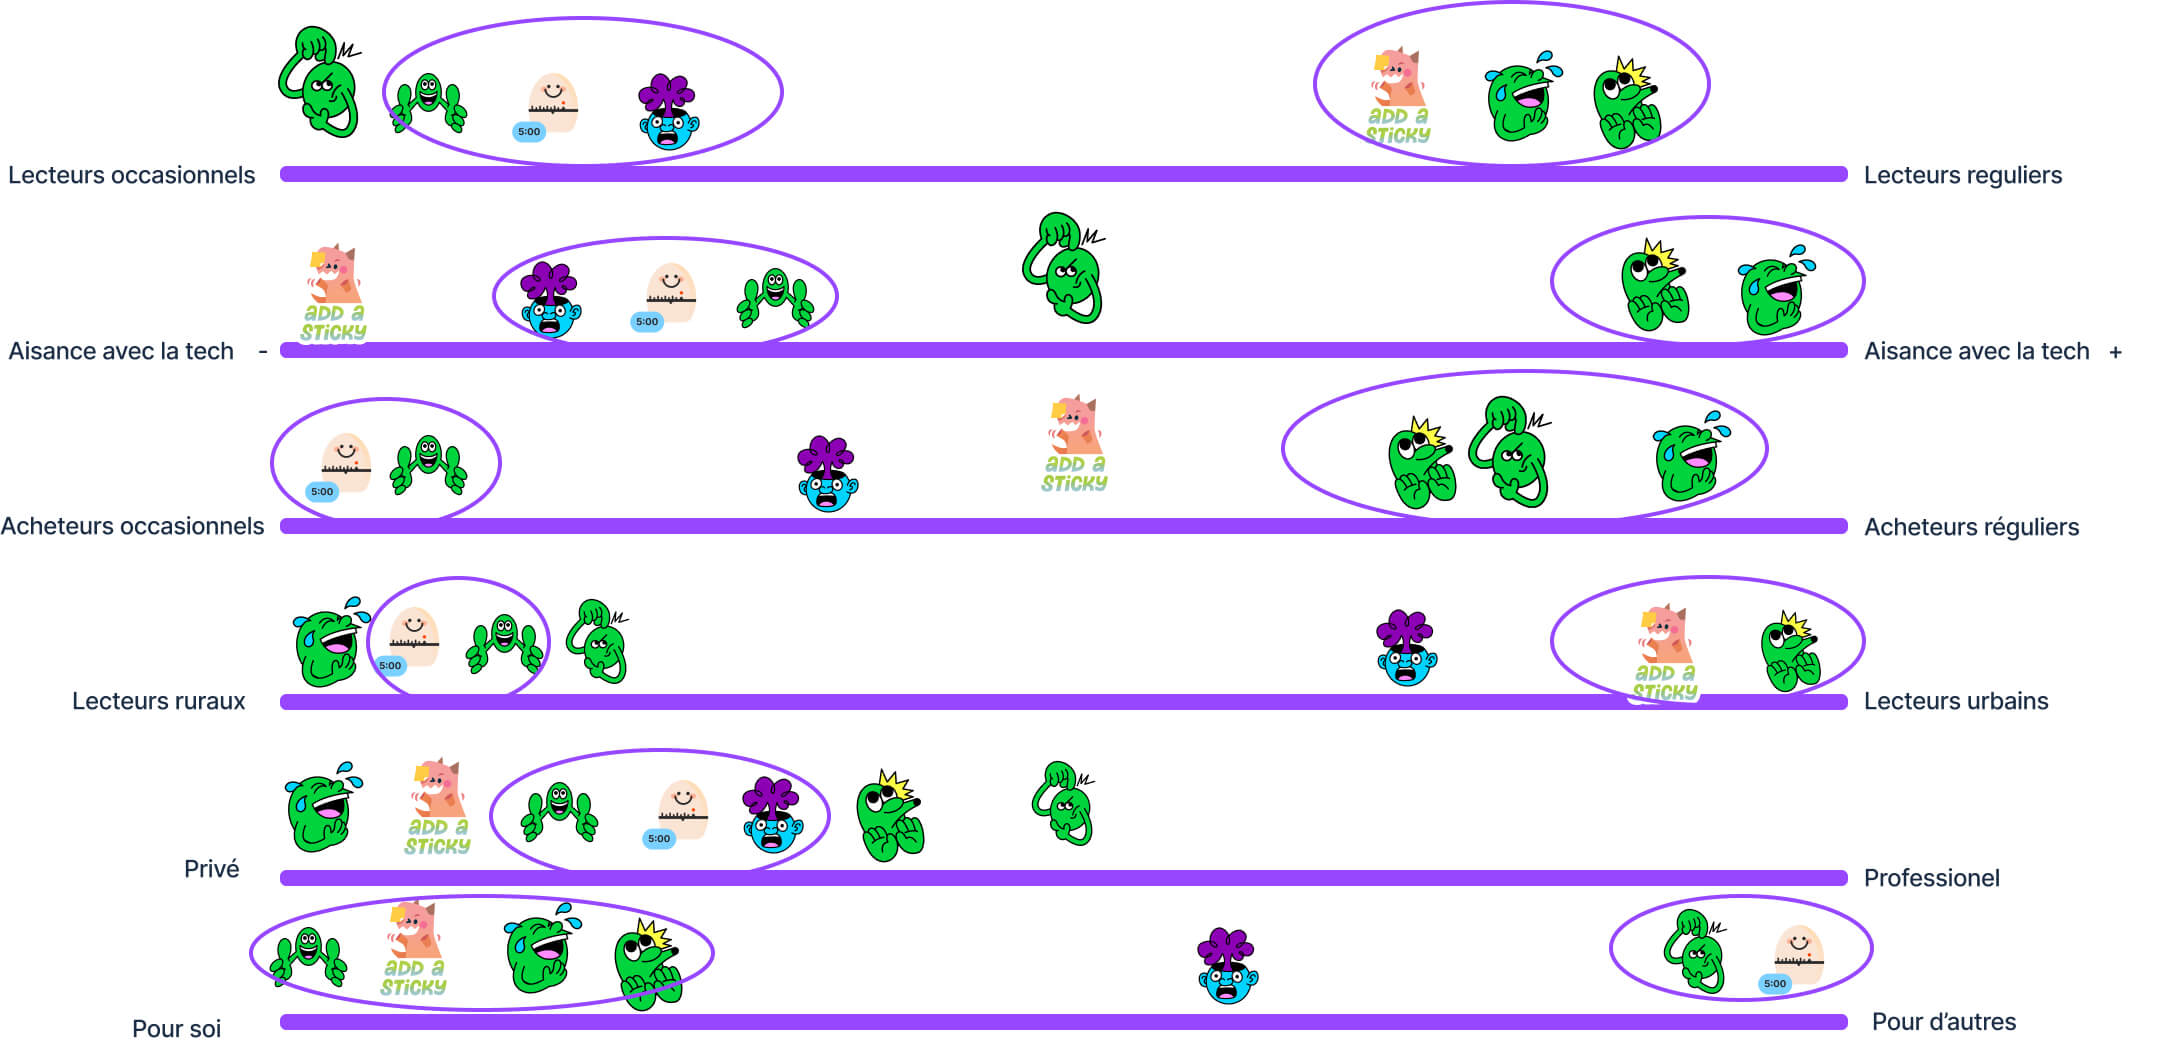 5:00
ADD A
STiCKY
Lecteurs occasionnels
Lecteurs reguliers
5:00
ADD A
STiCKY
Aisance avec la tech -
Aisance avec la tech +
5:00
ADD A
STiCKY
Acheteurs occasionnels
Acheteurs réguliers
5:00
ADD A
STiCKY
Lecteurs ruraux
Lecteurs urbains
ADD A
STiCKY
5:00
Privé
Professionel
ADD A
STiCKY
5:00
Pour soi
Pour d’autres